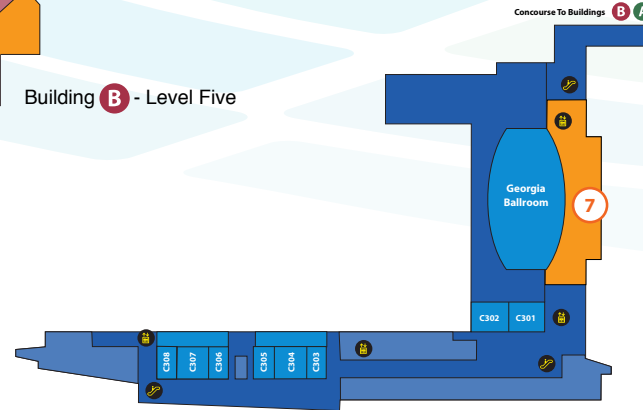 Concourse To Buildings B A
Building B - Level Five
Georgia
Ballroom
7
C302 C301
C308 C307 C306 C305 C304 C303